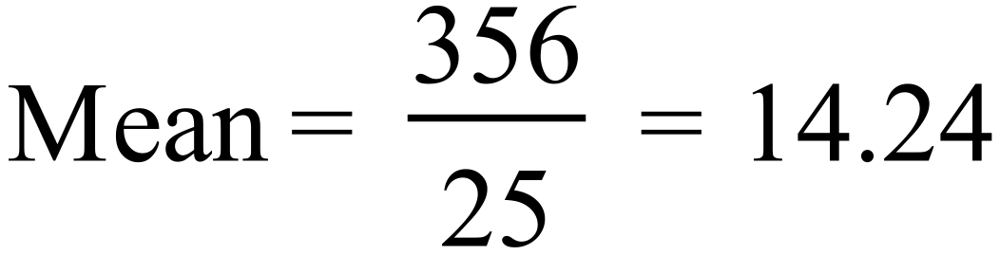 Mean = 356/25 = 14.24